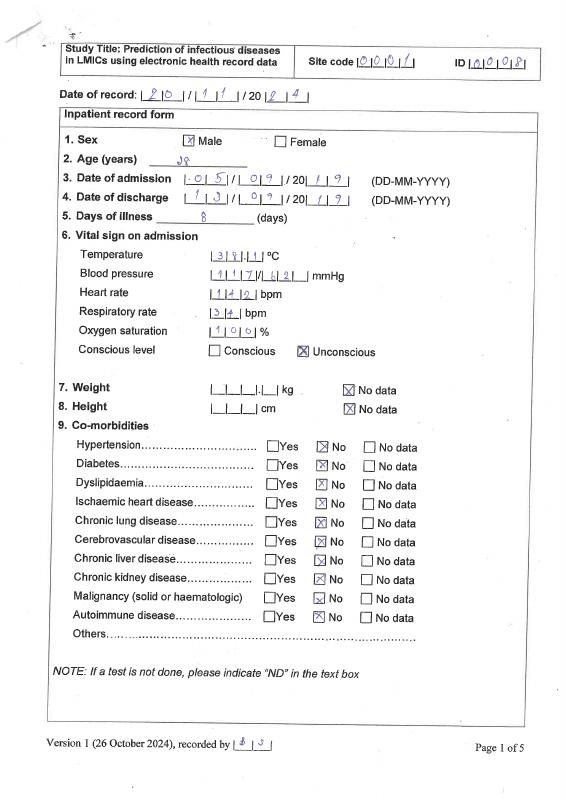 Study Title: Prediction of infectious diseases in LMICs using electronic health record data
Site code |0|0|0|1| ID |0|0|0|8|
Date of record: |2|0|/|1|1|/ 20|2|4|
Inpatient record form
1. Sex ☒ Male ☐ Female
2. Age (years)
3. Date of admission |0|5|/|0|9|/ 20|1|9| (DD-MM-YYYY)
4. Date of discharge |1|3|/|0|9|/ 20|1|9| (DD-MM-YYYY)
5. Days of illness 8 (days)
6. Vital sign on admission
Temperature |3|8|.|1| ºC
Blood pressure |1|1|7|/|6|2| | mmHg
Heart rate |1|4|2| bpm
Respiratory rate |3|4| bpm
Oxygen saturation |1|0|0| %
Conscious level ☐ Conscious ☒ Unconscious
7. Weight |_|_|_|.|_| kg ☒ No data
8. Height |_|_|_| cm ☒ No data
9. Co-morbidities
Hypertension................................ ☐Yes ☒ No ☐ No data
Diabetes..................................... ☐Yes ☒ No ☐ No data
Dyslipidaemia.............................. ☐Yes ☒ No ☐ No data
Ischaemic heart disease................. ☐Yes ☒ No ☐ No data
Chronic lung disease..................... ☐Yes ☒ No ☐ No data
Cerebrovascular disease................ ☐Yes ☒ No ☐ No data
Chronic liver disease..................... ☐Yes ☒ No ☐ No data
Chronic kidney disease.................. ☐Yes ☒ No ☐ No data
Malignancy (solid or haematologic) ☐Yes ☒ No ☐ No data
Autoimmune disease..................... ☐Yes ☒ No ☐ No data
Others..........................................................................
NOTE: If a test is not done, please indicate "ND" in the text box
Version 1 (26 October 2024), recorded by
Page 1 of 5